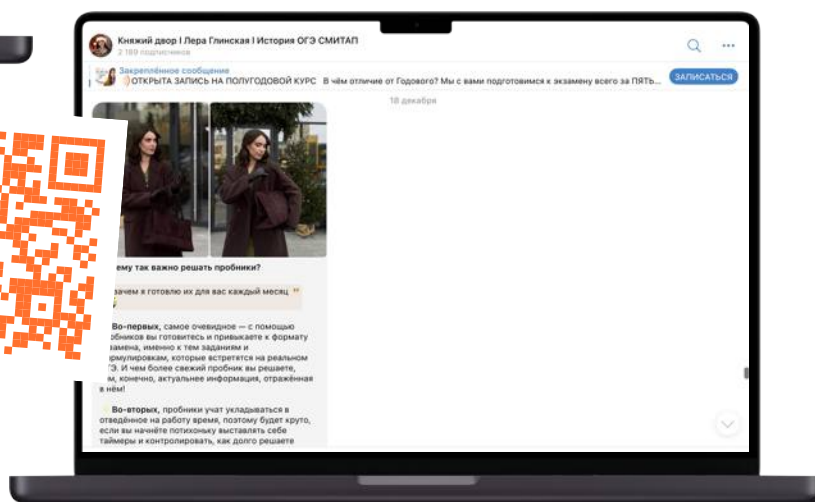 Княжий двор I Лера Глинская I История ОГЭ СМИТАП
2 189 подписчиков
Закреплённое сообщение
ОТКРЫТА ЗАПИСЬ НА ПОЛУГОДОВОЙ КУРС В чём отличие от Годового? Мы с вами подготовимся к экзамену всего за ПЯТЬ...
ЗАПИСАТЬСЯ
18 декабря
ему так важно решать пробники?
зачем я готовлю их для вас каждый месяц
Во-первых, самое очевидное — с помощью
обников вы готовитесь и привыкаете к формату
замена, именно к тем заданиям и
рмулировкам, которые встретятся на реальном
ГЭ. И чем более свежий пробник вы решаете,
м, конечно, актуальнее информация, отражённая
в нём!
Во-вторых, пробники учат укладываться в
отведённое на работу время, поэтому будет круто,
если вы начнёте потихоньку выставлять себе
таймеры и контролировать, как долго решаете